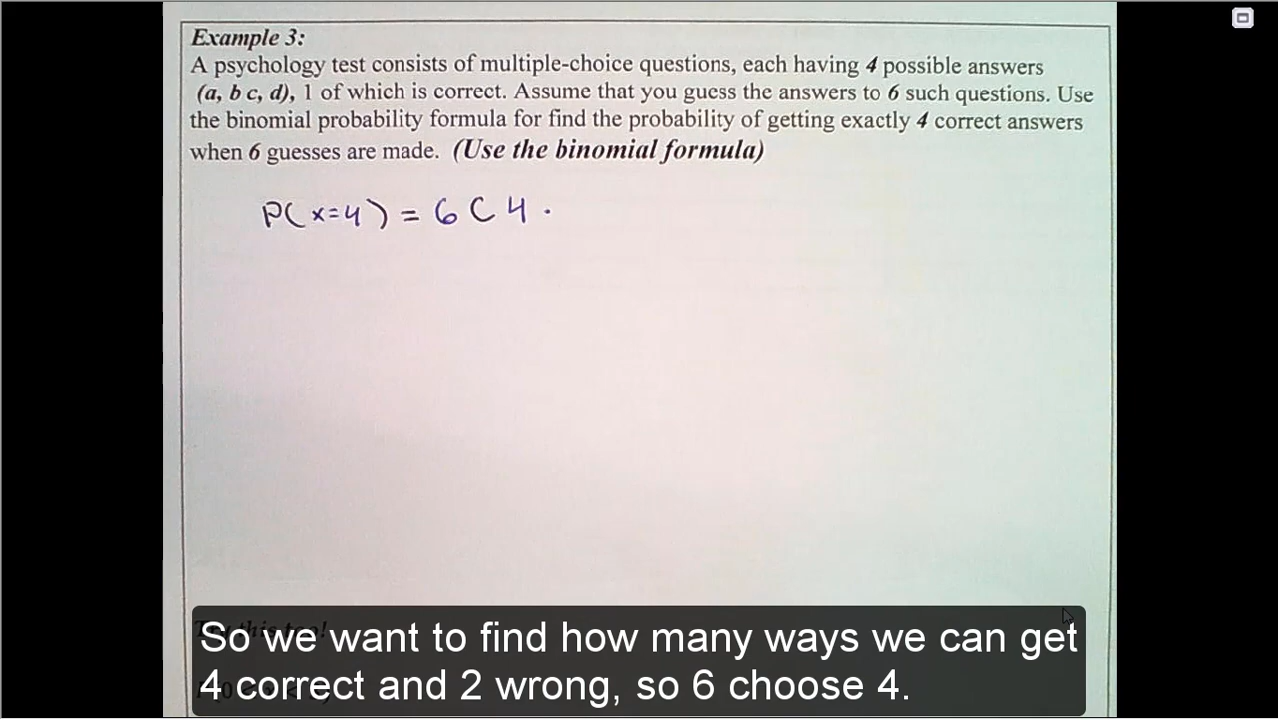 Example 3:
A psychology test consists of multiple-choice questions, each having 4 possible answers
(a, b c, d), 1 of which is correct. Assume that you guess the answers to 6 such questions. Use
the binomial probability formula for find the probability of getting exactly 4 correct answers
when 6 guesses are made. (Use the binomial formula)
P(x=4) = 6 C 4 ·
So we want to find how many ways we can get
4 correct and 2 wrong, so 6 choose 4.